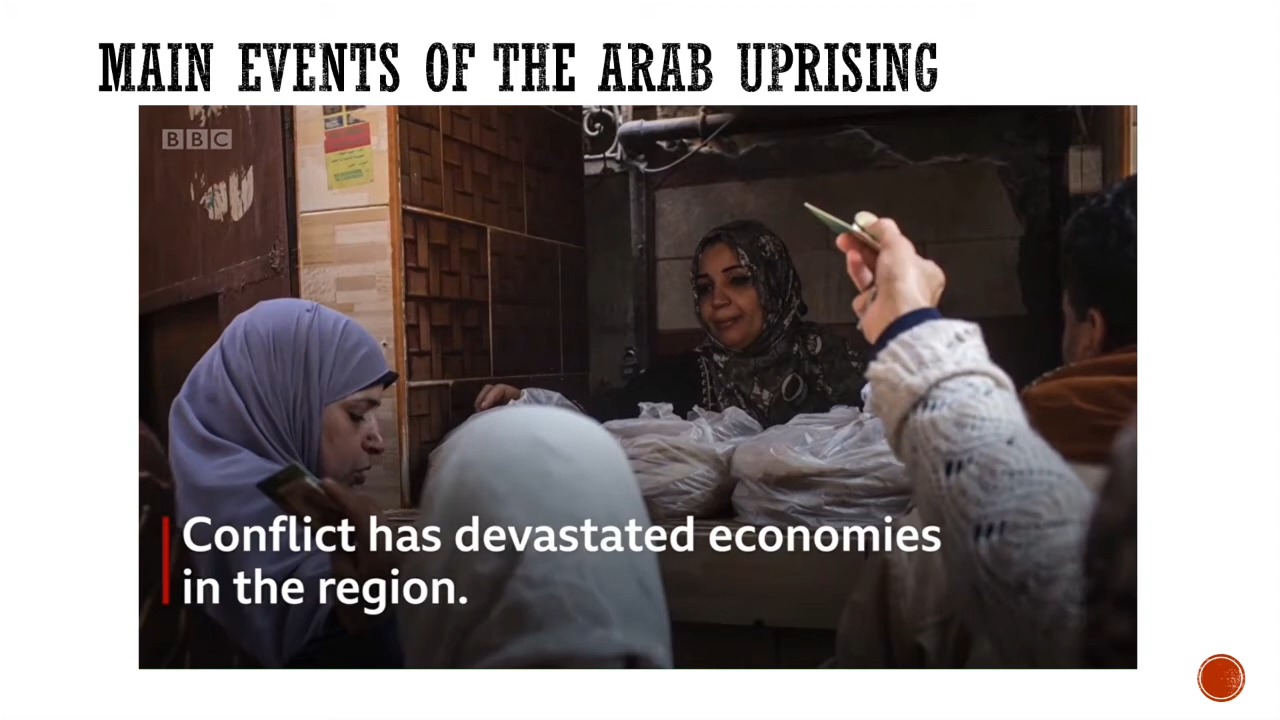 MAIN EVENTS OF THE ARAB UPRISING
BBC
Conflict has devastated economies
in the region.